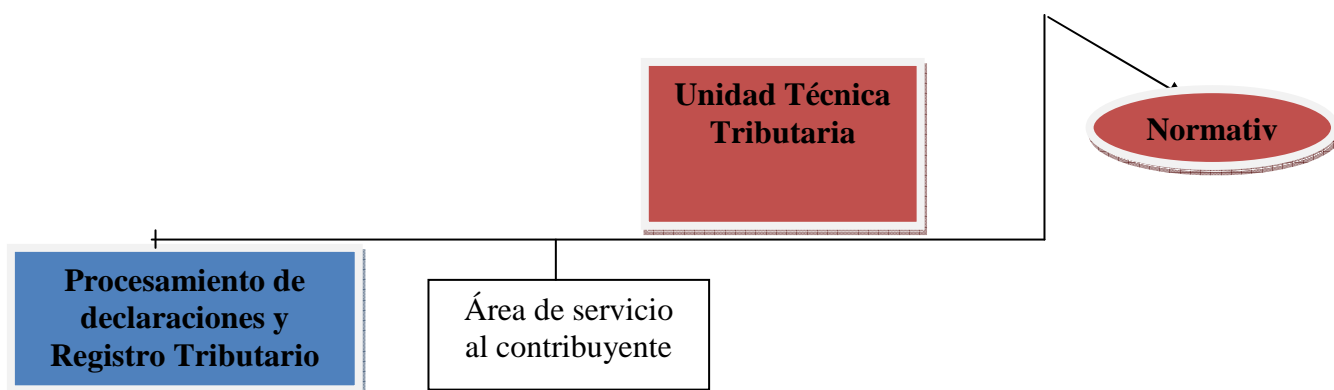 Unidad Técnica
Tributaria
Normativ
Procesamiento de
declaraciones y
Registro Tributario
Área de servicio
al contribuyente